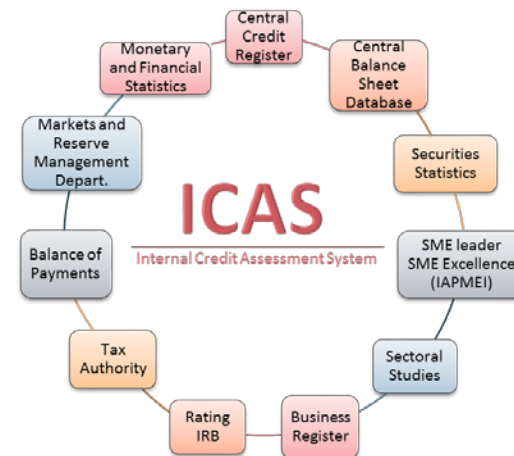 Central
Credit
Register
Central
Balance
Sheet
Database
Securities
Statistics
SME leader
SME Excellence
(IAPMEI)
Sectoral
Studies
Business
Register
Rating
IRB
Tax
Authority
Balance of
Payments
Markets and
Reserve
Management
Depart.
Monetary
and Financial
Statistics
ICAS
Internal Credit Assessment System